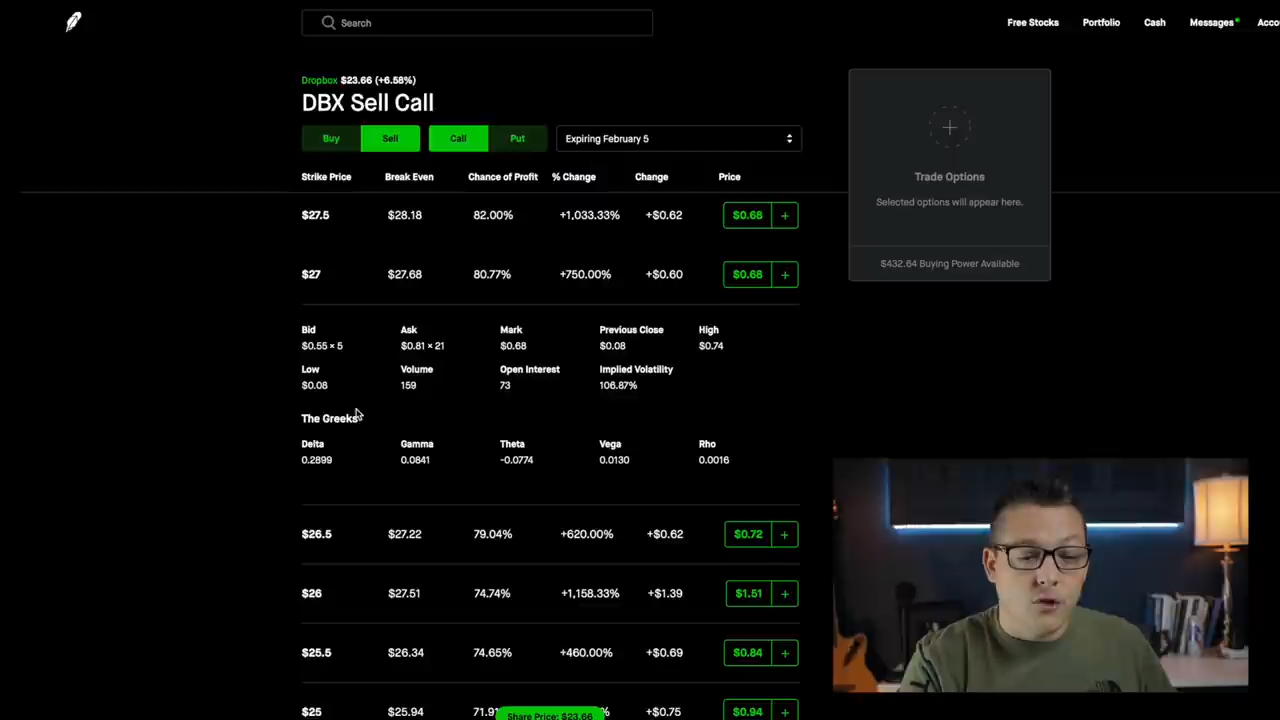 Search
Free Stocks Portfolio Cash Messages Acco
Dropbox $23.66 (+6.58%)
DBX Sell Call
Buy Sell Call Put Expiring February 5
Strike Price Break Even Chance of Profit % Change Change Price
$27.5 $28.18 82.00% +1,033.33% +$0.62 $0.68 +
$27 $27.68 80.77% +750.00% +$0.60 $0.68 +
Bid Ask Mark Previous Close High
$0.55 × 5 $0.81 × 21 $0.68 $0.08 $0.74
Low Volume Open Interest Implied Volatility
$0.08 159 73 106.87%
The Greeks
Delta Gamma Theta Vega Rho
0.2899 0.0841 -0.0774 0.0130 0.0016
$26.5 $27.22 79.04% +620.00% +$0.62 $0.72 +
$26 $27.51 74.74% +1,158.33% +$1.39 $1.51 +
$25.5 $26.34 74.65% +460.00% +$0.69 $0.84 +
$25 $25.94 71.91 % +$0.75 $0.94 +
Share Price: $23.66
Trade Options
Selected options will appear here.
$432.64 Buying Power Available